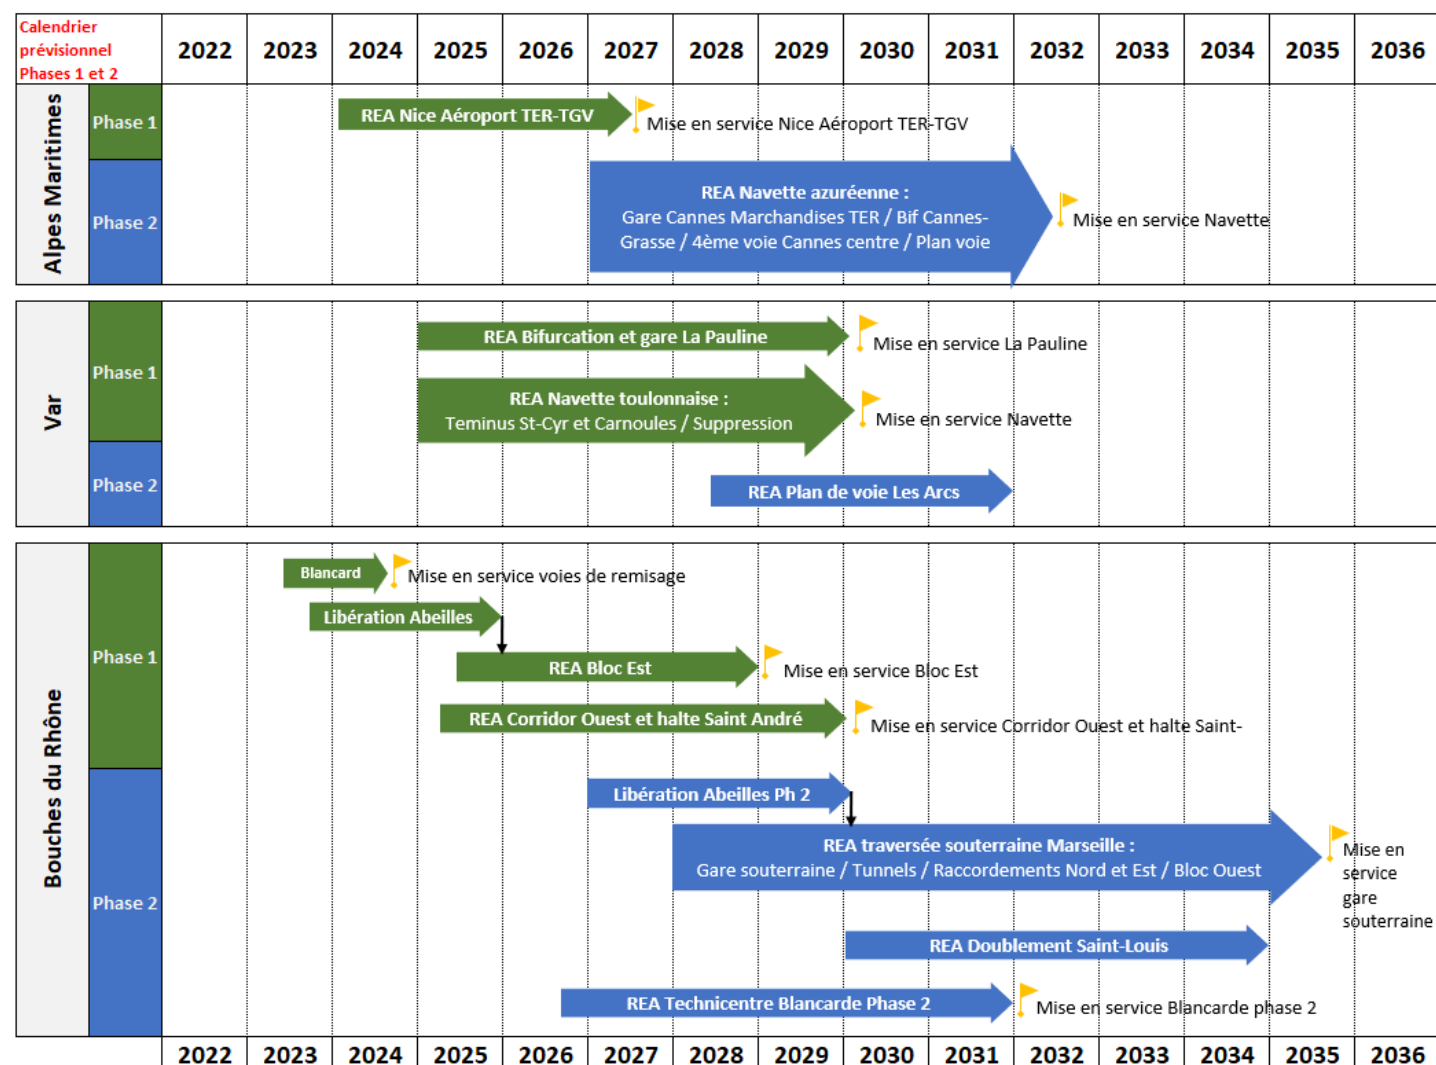 Calendrier
prévisionnel
Phases 1 et 2
2022 2023 2024 2025 2026 2027 2028 2029 2030 2031 2032 2033 2034 2035 2036
Alpes Maritimes
Phase 1
REA Nice Aéroport TER-TGV
Mise en service Nice Aéroport TER-TGV
Phase 2
REA Navette azuréenne :
Gare Cannes Marchandises TER / Bif Cannes-
Grasse / 4ème voie Cannes centre / Plan voie
Mise en service Navette
Var
Phase 1
REA Bifurcation et gare La Pauline
Mise en service La Pauline
REA Navette toulonnaise :
Teminus St-Cyr et Carnoules / Suppression
Mise en service Navette
Phase 2
REA Plan de voie Les Arcs
Bouches du Rhône
Phase 1
Blancard
Mise en service voies de remisage
Libération Abeilles
REA Bloc Est
Mise en service Bloc Est
REA Corridor Ouest et halte Saint André
Mise en service Corridor Ouest et halte Saint-
Phase 2
Libération Abeilles Ph 2
REA traversée souterraine Marseille :
Gare souterraine / Tunnels / Raccordements Nord et Est / Bloc Ouest
Mise en
service
gare
souterraine
REA Doublement Saint-Louis
REA Technicentre Blancarde Phase 2
Mise en service Blancarde phase 2
2022 2023 2024 2025 2026 2027 2028 2029 2030 2031 2032 2033 2034 2035 2036